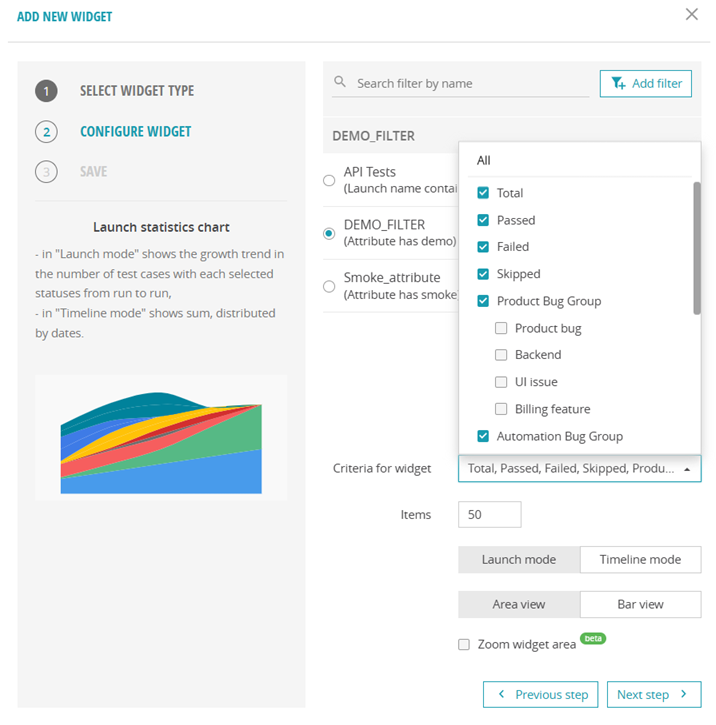 ADD NEW WIDGET
1 SELECT WIDGET TYPE
2 CONFIGURE WIDGET
3 SAVE
Launch statistics chart
- in "Launch mode" shows the growth trend in
the number of test cases with each selected
statuses from run to run,
- in "Timeline mode" shows sum, distributed
by dates.
Search filter by name
Add filter
DEMO_FILTER
API Tests
(Launch name contai
DEMO_FILTER
(Attribute has demo)
Smoke_attribute
(Attribute has smoke
All
Total
Passed
Failed
Skipped
Product Bug Group
Product bug
Backend
UI issue
Billing feature
Automation Bug Group
Criteria for widget
Total, Passed, Failed, Skipped, Produ...
Items
50
Launch mode
Timeline mode
Area view
Bar view
Zoom widget area beta
Previous step
Next step